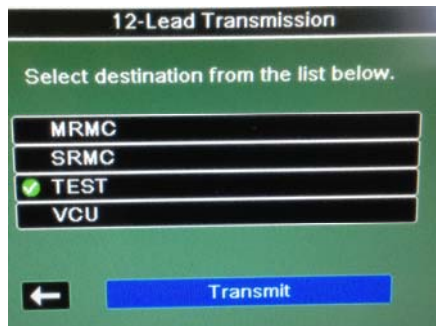 12-Lead Transmission
Select destination from the list below.
MRMC
SRMC
TEST
VCU
Transmit